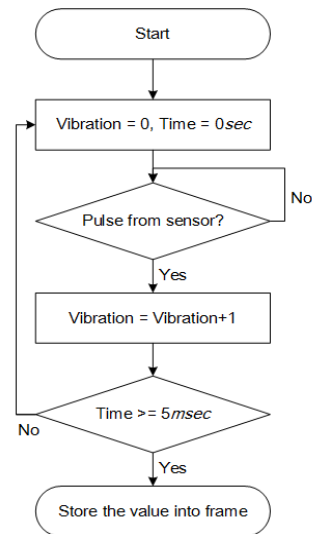 Start
Vibration = 0, Time = 0sec
No
Pulse from sensor?
Yes
Vibration = Vibration+1
Time >= 5msec
No
Yes
Store the value into frame